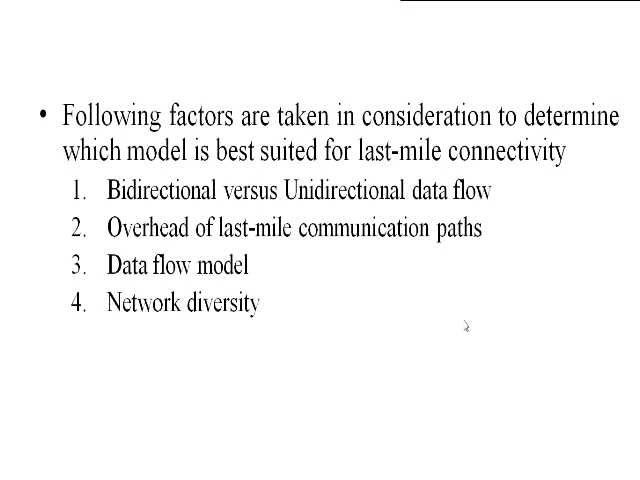 • Following factors are taken in consideration to determine
which model is best suited for last-mile connectivity
1. Bidirectional versus Unidirectional data flow
2. Overhead of last-mile communication paths
3. Data flow model
4. Network diversity